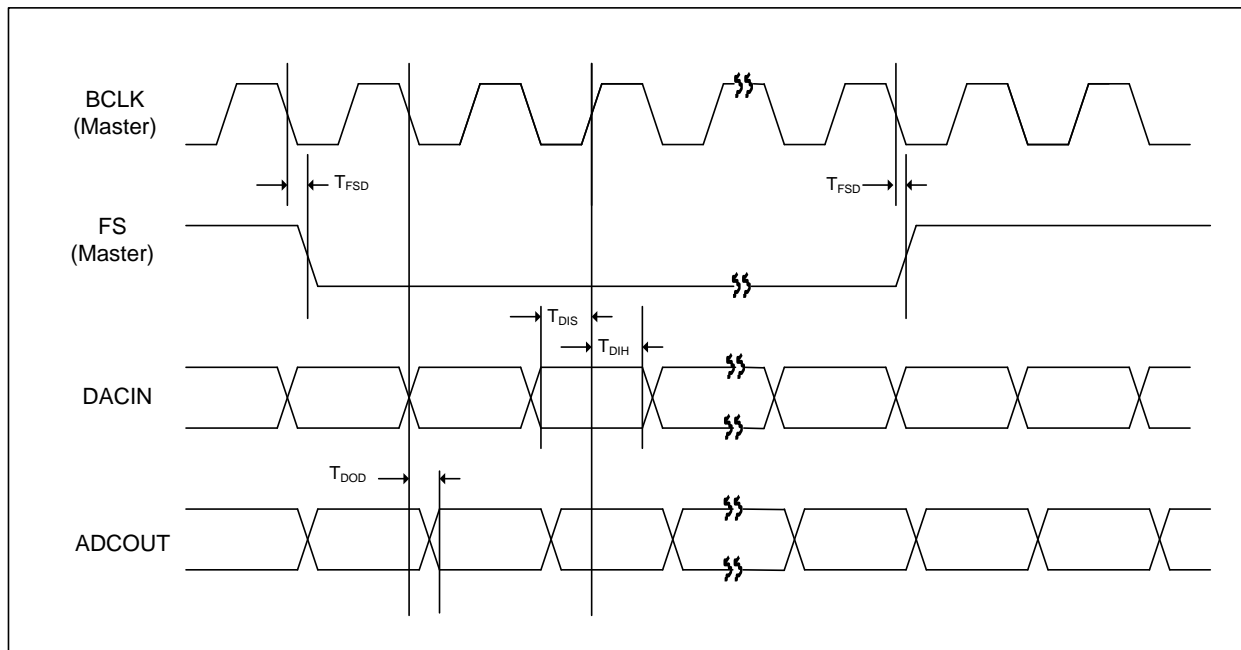 BCLK
(Master)
TFSD
TFSD
FS
(Master)
TDIS
TDIH
DACIN
TDOD
ADCOUT